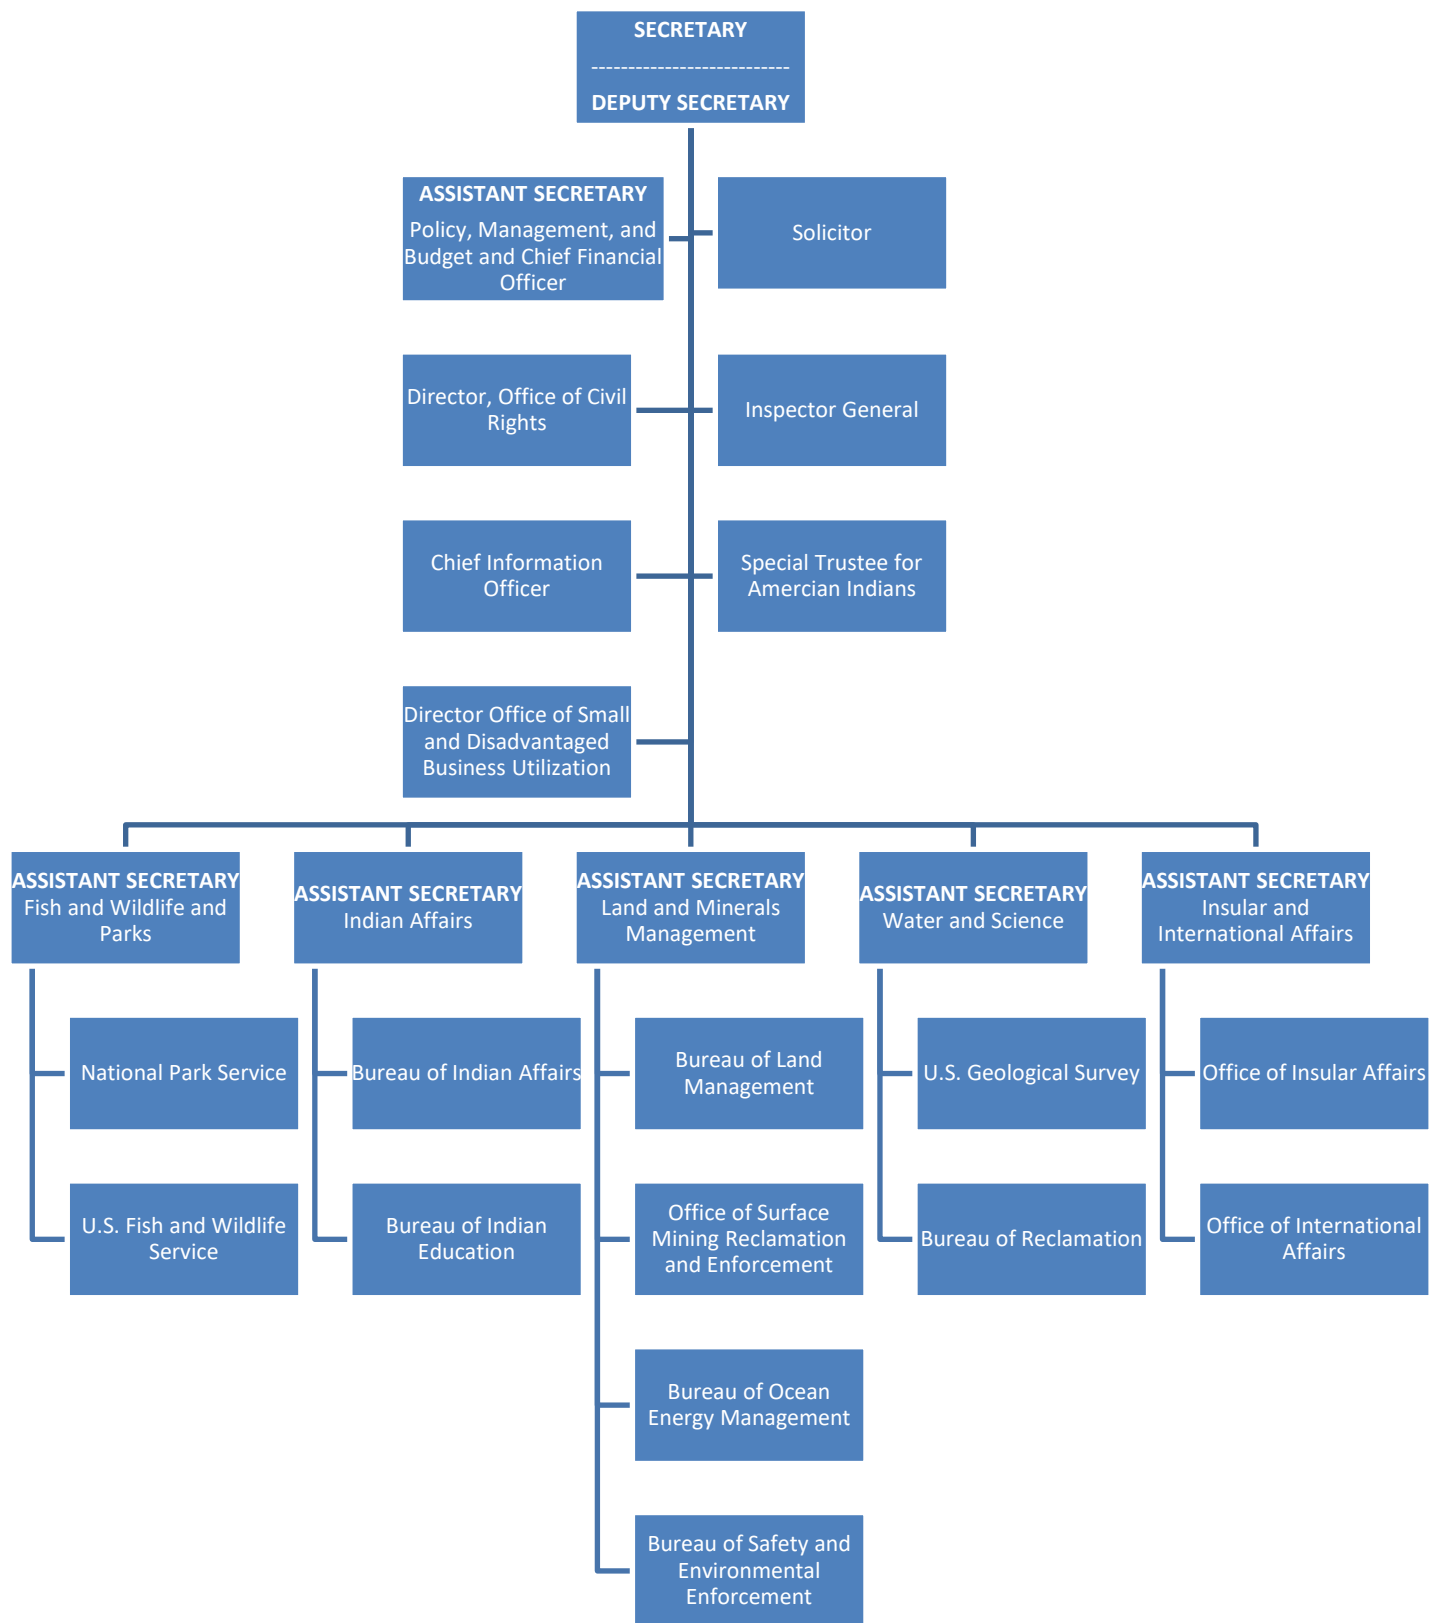 SECRETARY
---------------------------
DEPUTY SECRETARY
ASSISTANT SECRETARY
Policy, Management, and
Budget and Chief Financial
Officer
Solicitor
Director, Office of Civil
Rights
Inspector General
Chief Information
Officer
Special Trustee for
Amercian Indians
Director Office of Small
and Disadvantaged
Business Utilization
ASSISTANT SECRETARY
Fish and Wildlife and
Parks
ASSISTANT SECRETARY
Indian Affairs
ASSISTANT SECRETARY
Land and Minerals
Management
ASSISTANT SECRETARY
Water and Science
ASSISTANT SECRETARY
Insular and
International Affairs
National Park Service
Bureau of Indian Affairs
Bureau of Land
Management
U.S. Geological Survey
Office of Insular Affairs
U.S. Fish and Wildlife
Service
Bureau of Indian
Education
Office of Surface
Mining Reclamation
and Enforcement
Bureau of Reclamation
Office of International
Affairs
Bureau of Ocean
Energy Management
Bureau of Safety and
Environmental
Enforcement